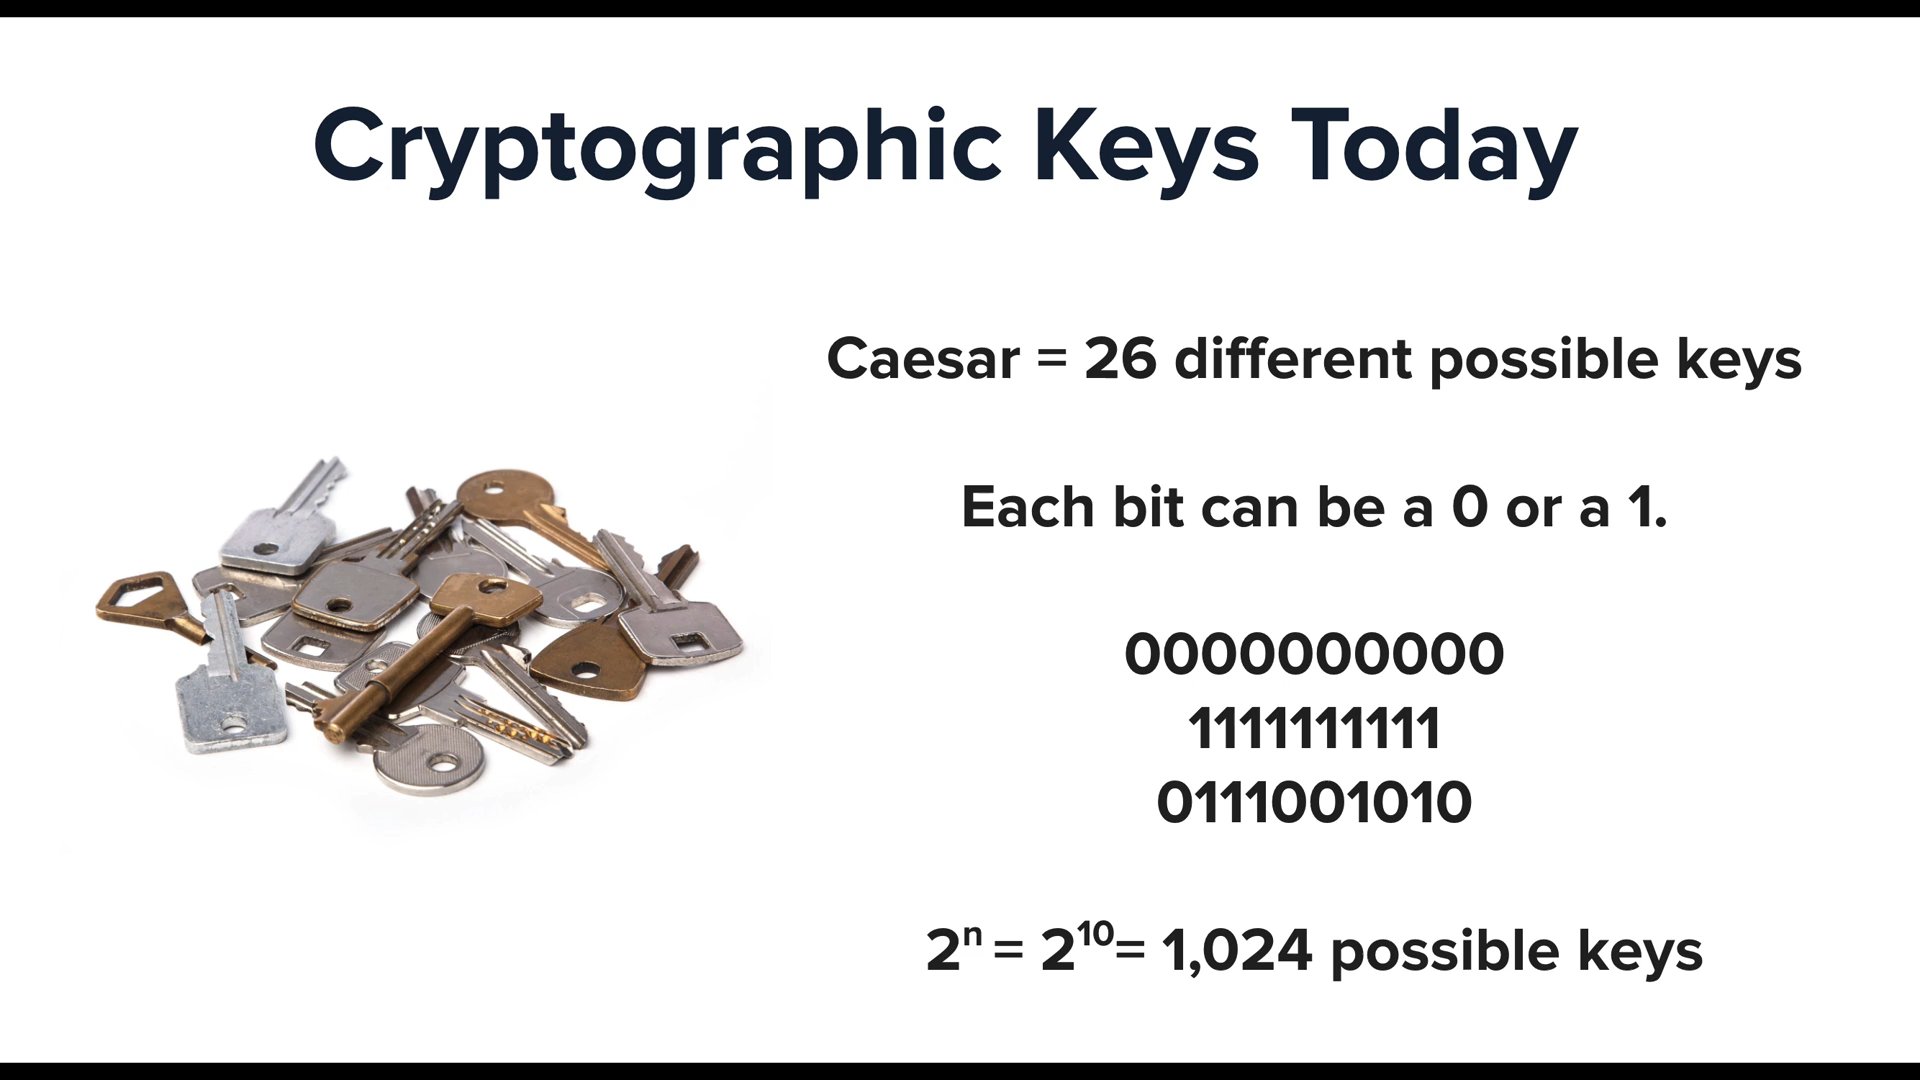 Cryptographic Keys Today
Caesar = 26 different possible keys
Each bit can be a 0 or a 1.
0000000000
1111111111
0111001010
2ⁿ = 2¹⁰= 1,024 possible keys